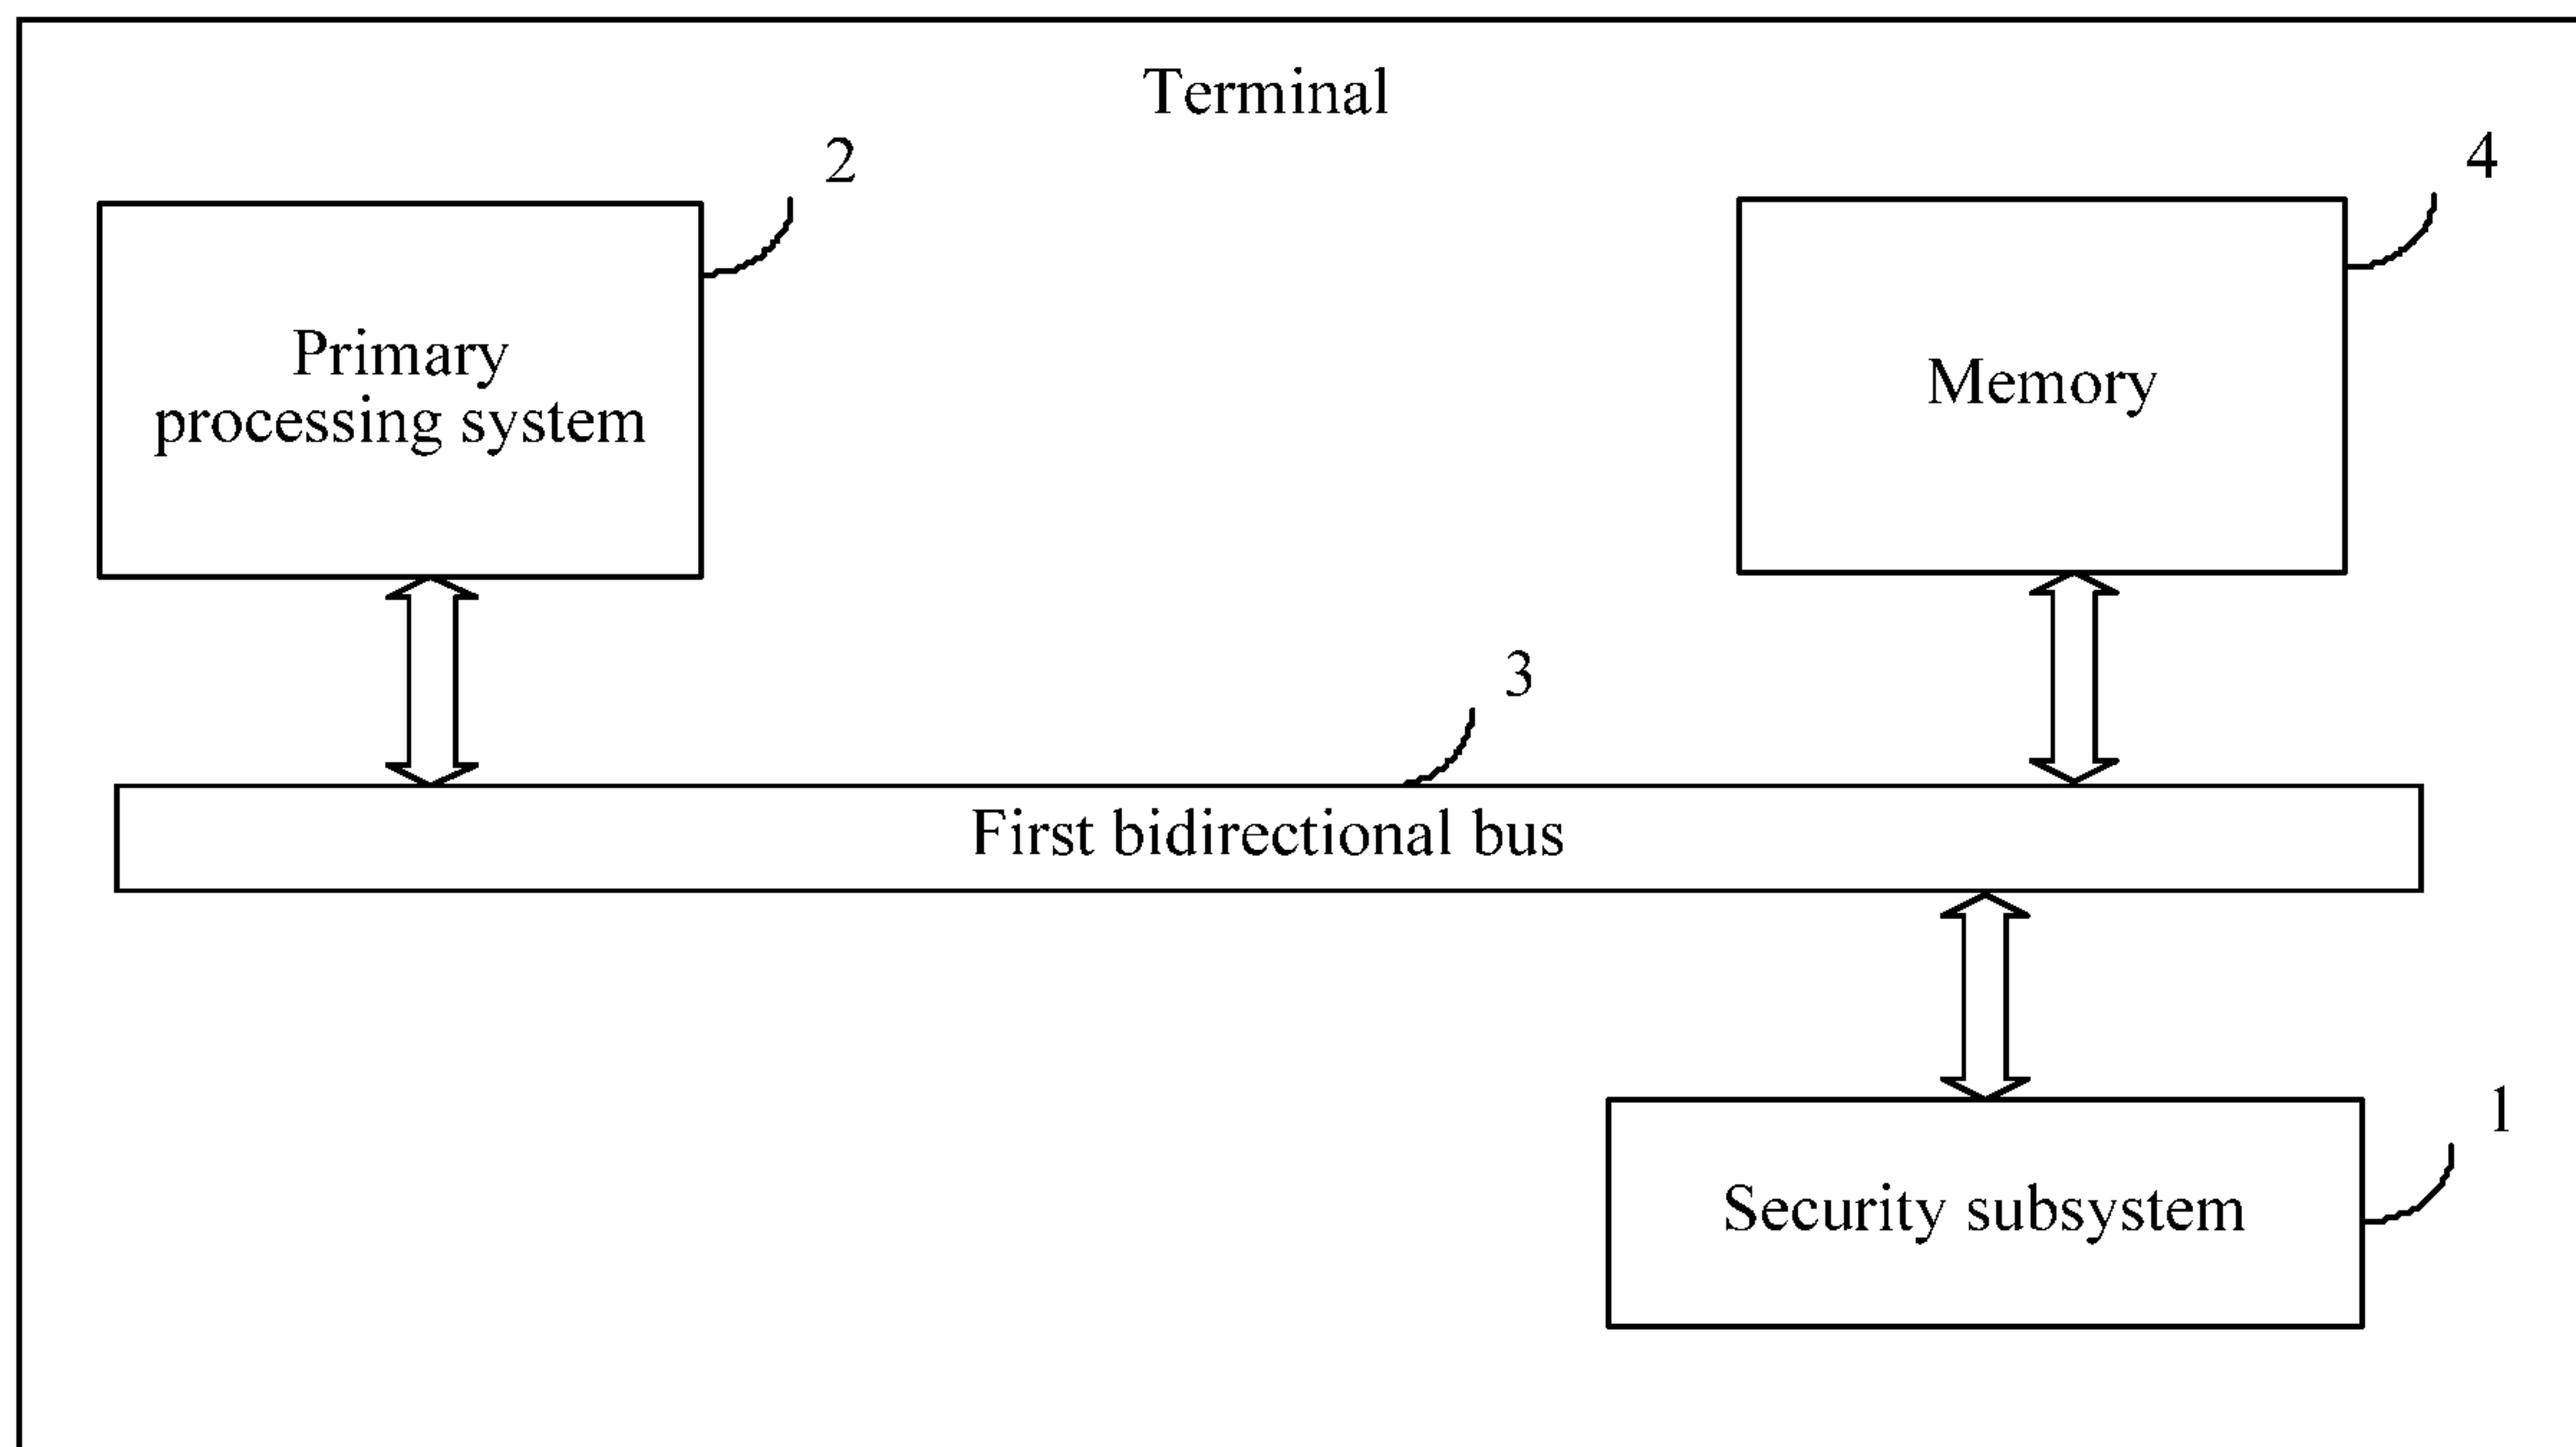 Terminal
2
4
Primary
processing system
Memory
3
First bidirectional bus
1
Security subsystem